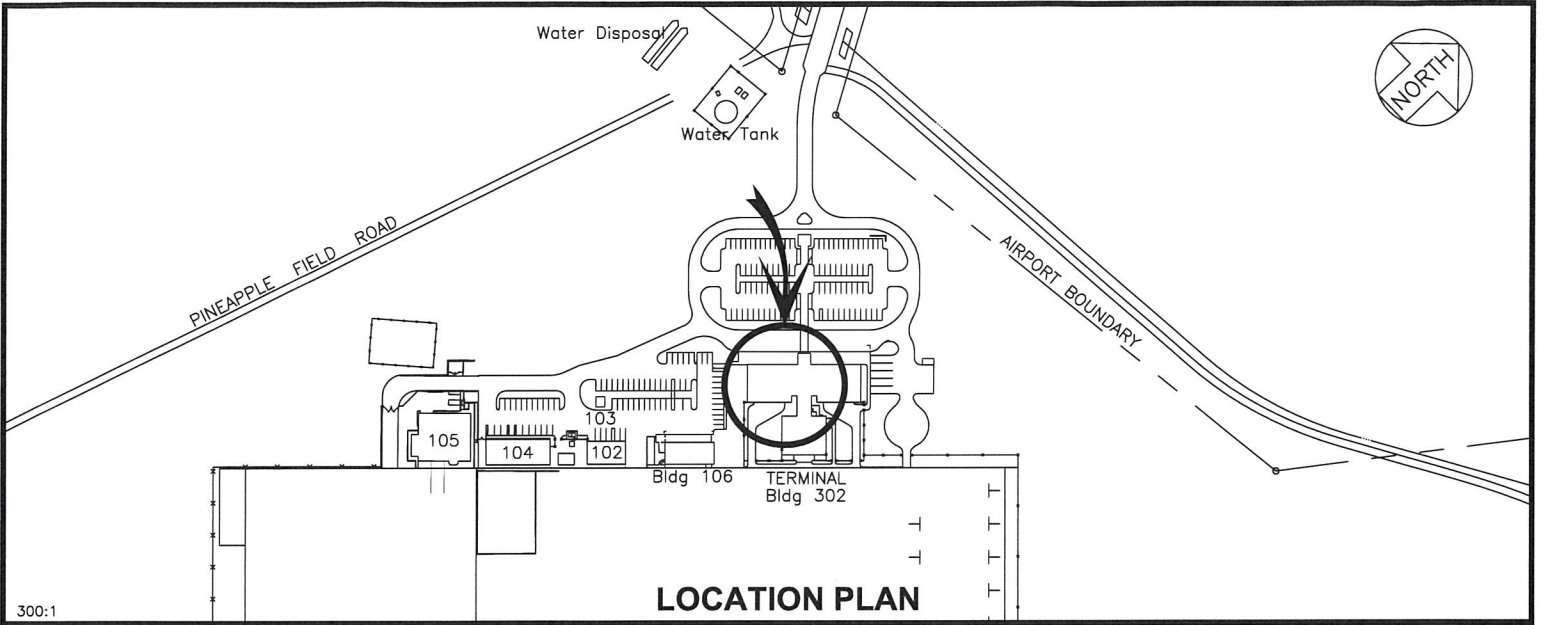 Water Disposal
NORTH
Water Tank
PINEAPPLE FIELD ROAD
AIRPORT BOUNDARY
103
105
104
102
Bldg 106
TERMINAL
Bldg 302
LOCATION PLAN
300:1